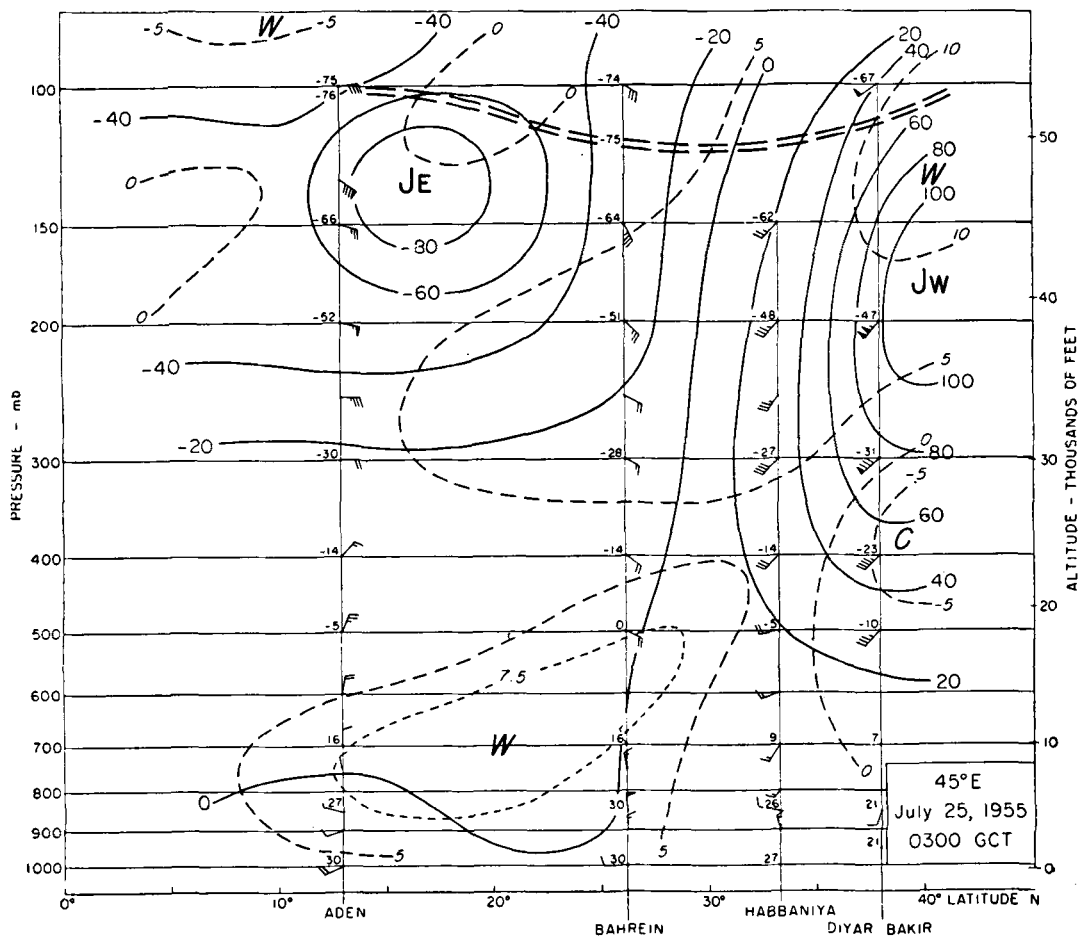 -5 W -5 -40 0 -40 -20 5 0 20 40 10
100 -75 -76 -74 -67
-40 0 -75 60 50
0 JE 80 W
100
150 -66 -64 -62 10
-80
-60 JW
0 40
200 -52 -51 -48 -47
-40 5
100
-20 0
80
300 -30 -28 -27 -31 30
-5
60
C
400 -14 -14 -14 -23
40
-5
20
500 -5 0 -5 -10
7.5
600 20
700 16 W 16 9 7 10
0
800 0
27 30 26 21
900
5 5 21
1000 30 30 27 0
45°E
July 25, 1955
0300 GCT
0° 10° 20° 30° 40° LATITUDE N
ADEN BAHREIN HABBANIYA DIYAR BAKIR
PRESSURE - mb
ALTITUDE - THOUSANDS OF FEET